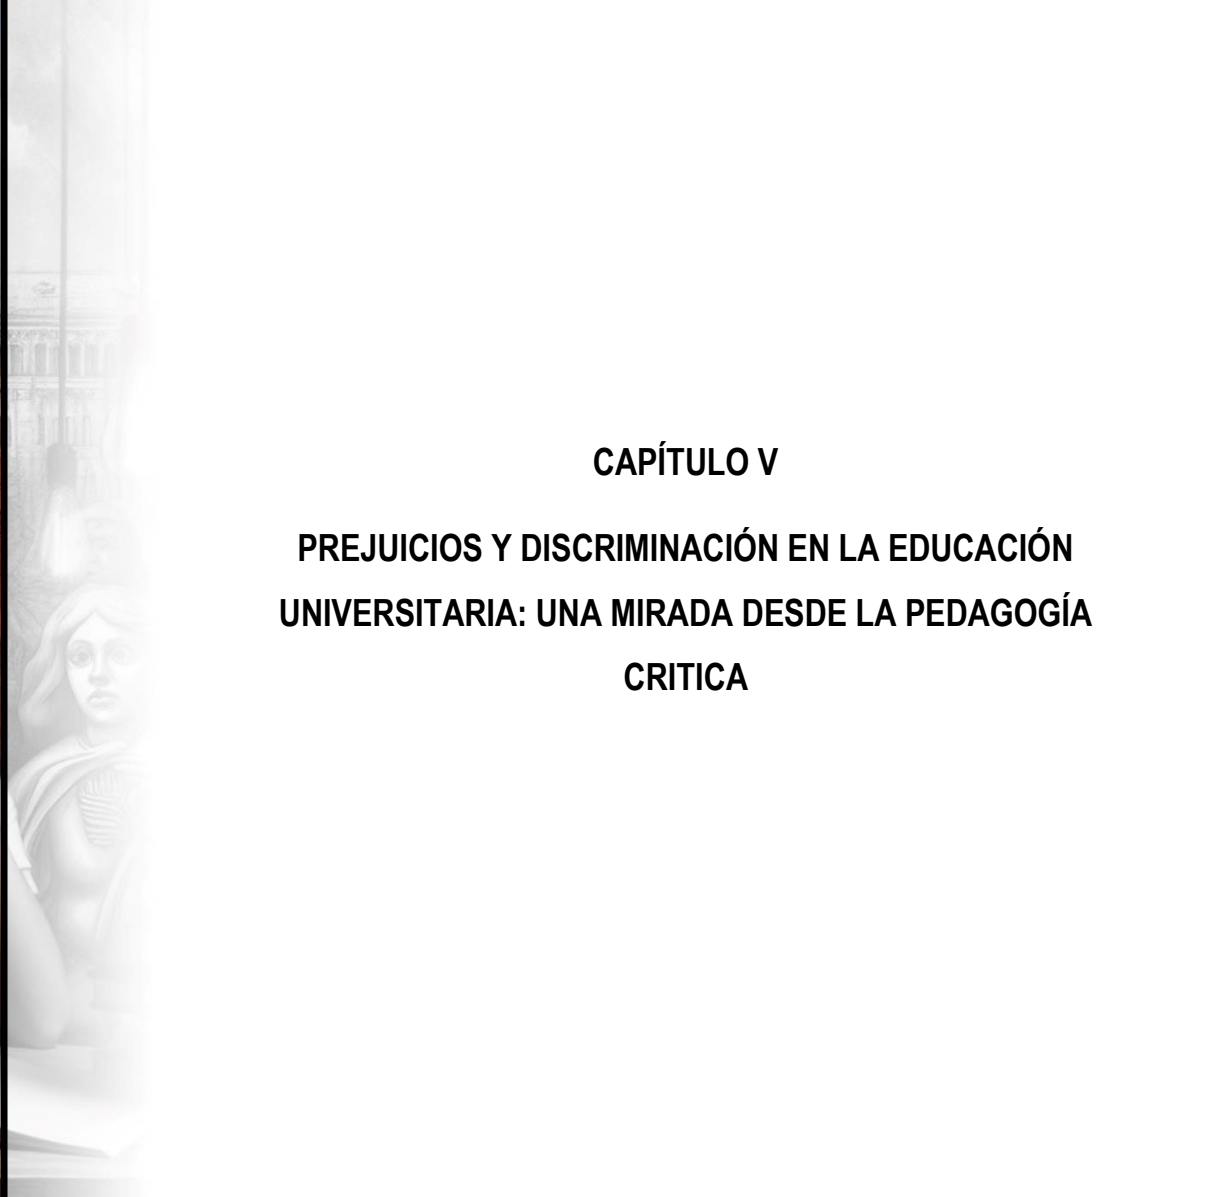 CAPÍTULO V
PREJUICIOS Y DISCRIMINACIÓN EN LA EDUCACIÓN
UNIVERSITARIA: UNA MIRADA DESDE LA PEDAGOGÍA
CRITICA